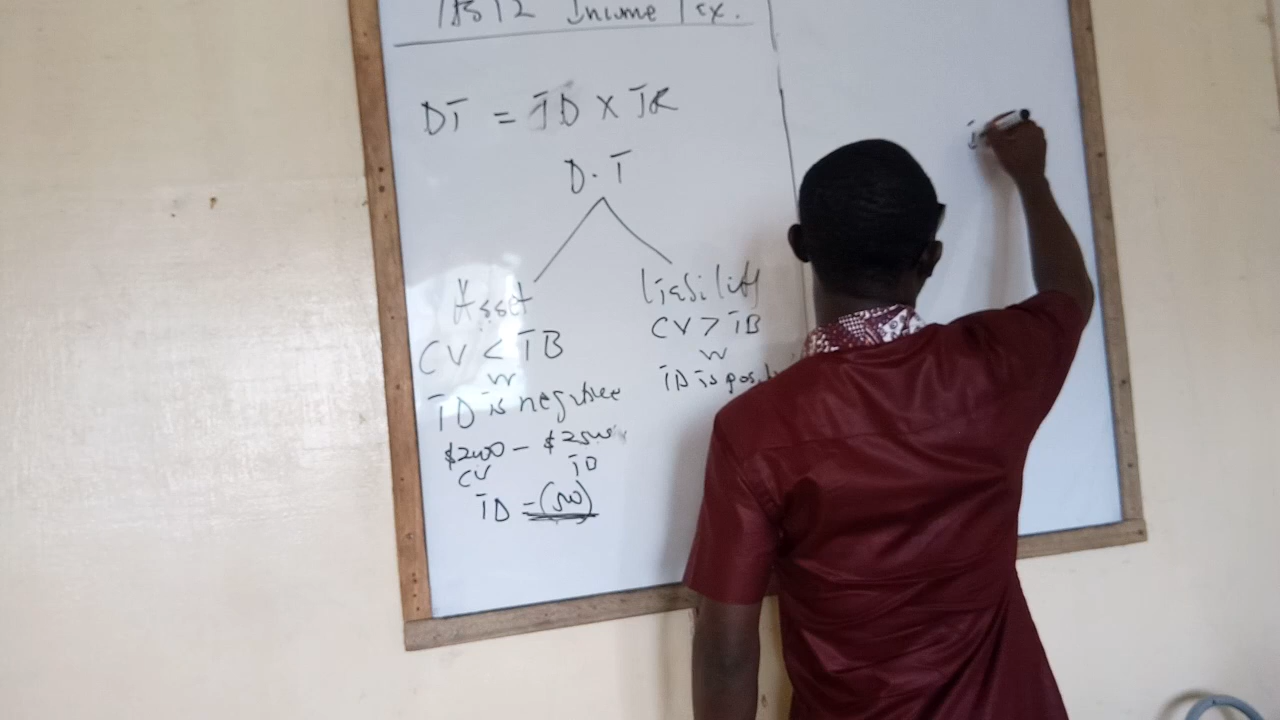 IAS 12 Income Tax.
DT = TD X TR
D.T
Asset
CV < TB
TD is negative
$2000 - $2500
CV TD
TD = (500)
liability
CV > TB
TD is